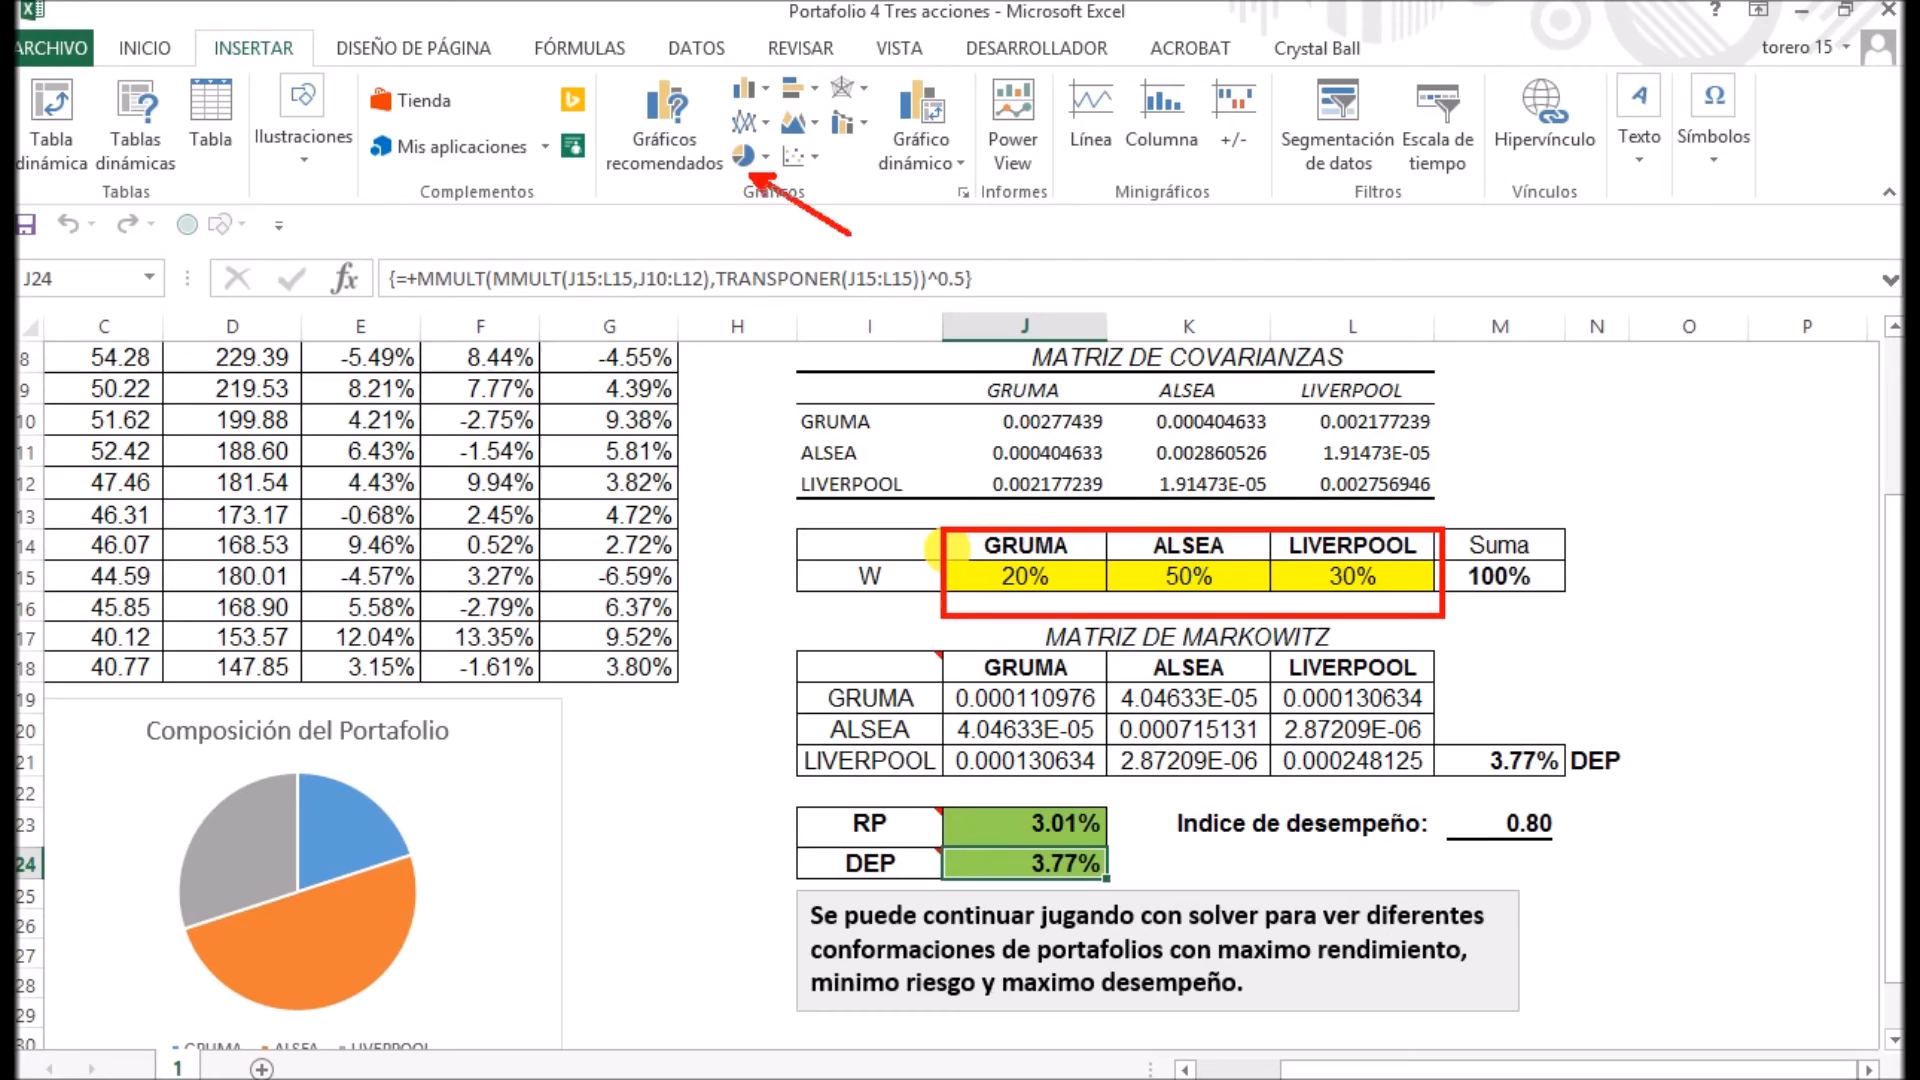 Portafolio 4 Tres acciones - Microsoft Excel
ARCHIVO INICIO INSERTAR DISEÑO DE PÁGINA FÓRMULAS DATOS REVISAR VISTA DESARROLLADOR ACROBAT Crystal Ball torero 15
Tabla dinámica
Tablas dinámicas
Tabla
Tablas
Ilustraciones
Tienda
Mis aplicaciones
Complementos
Gráficos recomendados
Gráfico dinámico
Gráficos
Power View
Informes
Línea Columna +/-
Minigráficos
Segmentación de datos
Escala de tiempo
Filtros
Hipervínculo
Vínculos
Texto
Símbolos
J24 fx {=+MMULT(MMULT(J15:L15,J10:L12),TRANSPONER(J15:L15))^0.5}
C D E F G H I J K L M N O P
8 54.28 229.39 -5.49% 8.44% -4.55%
9 50.22 219.53 8.21% 7.77% 4.39%
10 51.62 199.88 4.21% -2.75% 9.38%
11 52.42 188.60 6.43% -1.54% 5.81%
12 47.46 181.54 4.43% 9.94% 3.82%
13 46.31 173.17 -0.68% 2.45% 4.72%
14 46.07 168.53 9.46% 0.52% 2.72%
15 44.59 180.01 -4.57% 3.27% -6.59%
16 45.85 168.90 5.58% -2.79% 6.37%
17 40.12 153.57 12.04% 13.35% 9.52%
18 40.77 147.85 3.15% -1.61% 3.80%
19
20
21
22
23
24
25
26
27
28
29
30
MATRIZ DE COVARIANZAS
GRUMA ALSEA LIVERPOOL
GRUMA 0.00277439 0.000404633 0.002177239
ALSEA 0.000404633 0.002860526 1.91473E-05
LIVERPOOL 0.002177239 1.91473E-05 0.002756946
GRUMA ALSEA LIVERPOOL Suma
W 20% 50% 30% 100%
MATRIZ DE MARKOWITZ
GRUMA ALSEA LIVERPOOL
GRUMA 0.000110976 4.04633E-05 0.000130634
ALSEA 4.04633E-05 0.000715131 2.87209E-06
LIVERPOOL 0.000130634 2.87209E-06 0.000248125 3.77% DEP
RP 3.01% Indice de desempeño: 0.80
DEP 3.77%
Se puede continuar jugando con solver para ver diferentes
conformaciones de portafolios con maximo rendimiento,
minimo riesgo y maximo desempeño.
Composición del Portafolio
GRUMA ALSEA LIVERPOOL
1